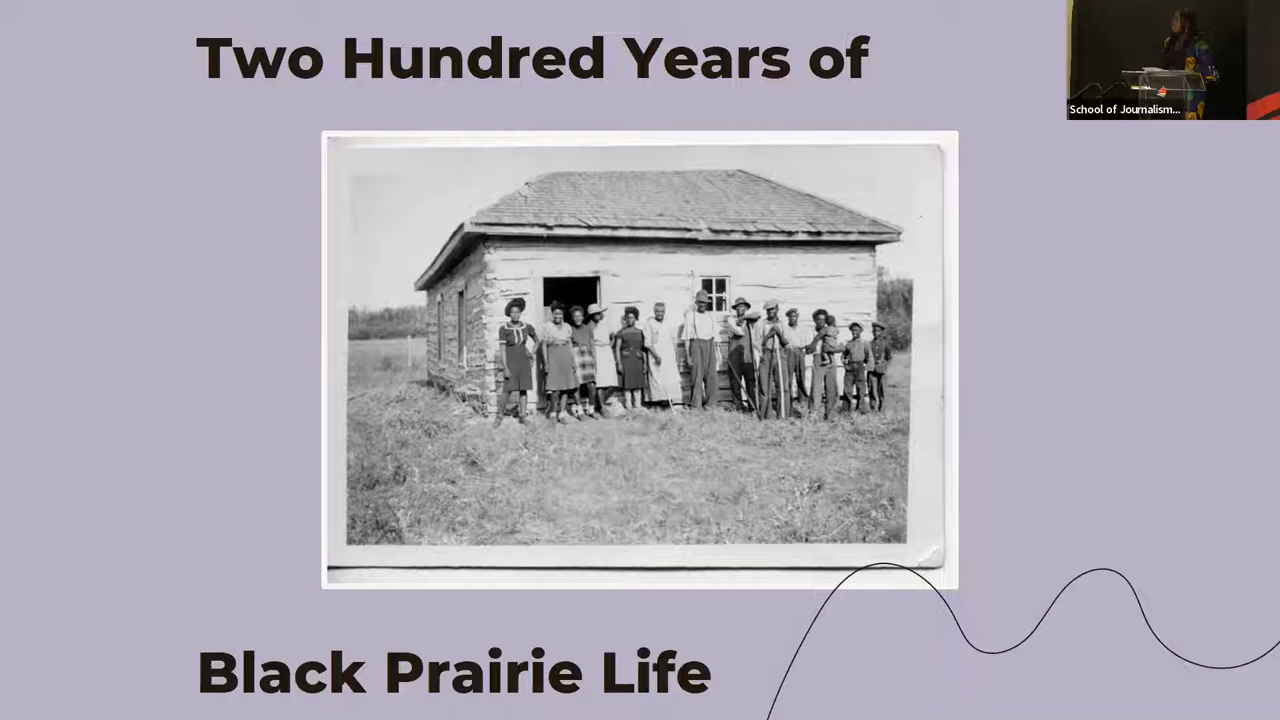 Two Hundred Years of
School of Journalism...
Black Prairie Life